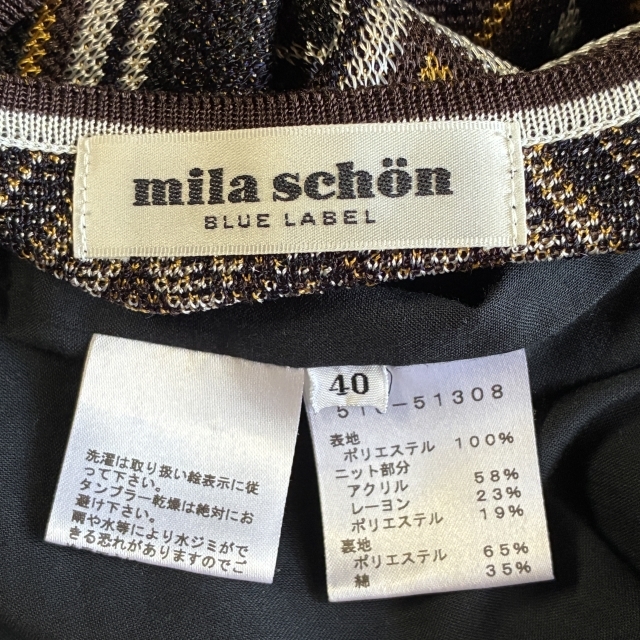 mila schön
BLUE LABEL
洗濯は取り扱い絵表示に従
って下さい。
タンブラー乾燥は絶対にお
避け下さい。
雨や水等により水ジミがで
きる恐れがありますのでご
40
51308
表地
ポリエステル 100%
ニット部分
アクリル 58%
レーヨン 23%
ポリエステル 19%
裏地
ポリエステル 65%
綿 35%